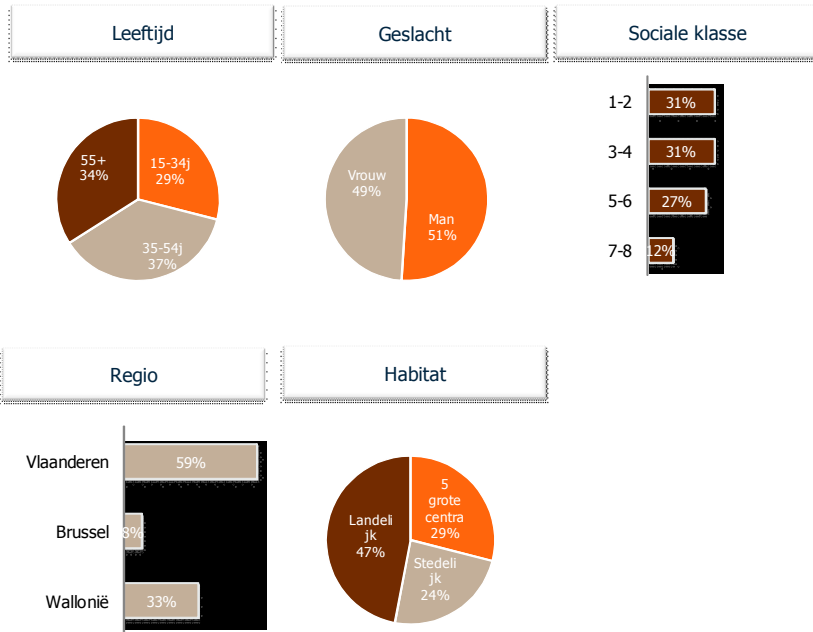 Leeftijd
Geslacht
Sociale klasse
55+
34%
15-34j
29%
35-54j
37%
Vrouw
49%
Man
51%
1-2
31%
3-4
31%
5-6
27%
7-8
12%
Regio
Habitat
Vlaanderen
59%
Brussel
8%
Wallonië
33%
Landeli
jk
47%
5
grote
centra
29%
Stedeli
jk
24%